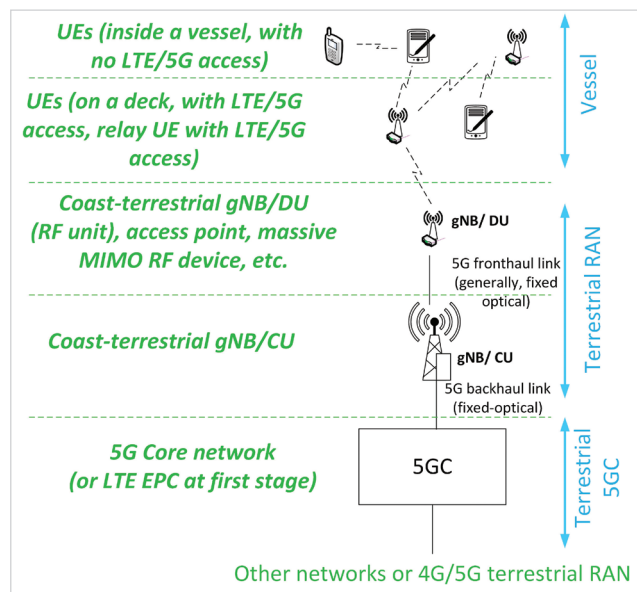 UEs (inside a vessel, with
no LTE/5G access)
UEs (on a deck, with LTE/5G
access, relay UE with LTE/5G
access)
Vessel
Coast-terrestrial gNB/DU
(RF unit), access point, massive
MIMO RF device, etc.
gNB/ DU
5G fronthaul link
(generally, fixed
optical)
Terrestrial RAN
Coast-terrestrial gNB/CU
gNB/ CU
5G backhaul link
(fixed-optical)
5G Core network
(or LTE EPC at first stage)
5GC
Terrestrial
5GC
Other networks or 4G/5G terrestrial RAN